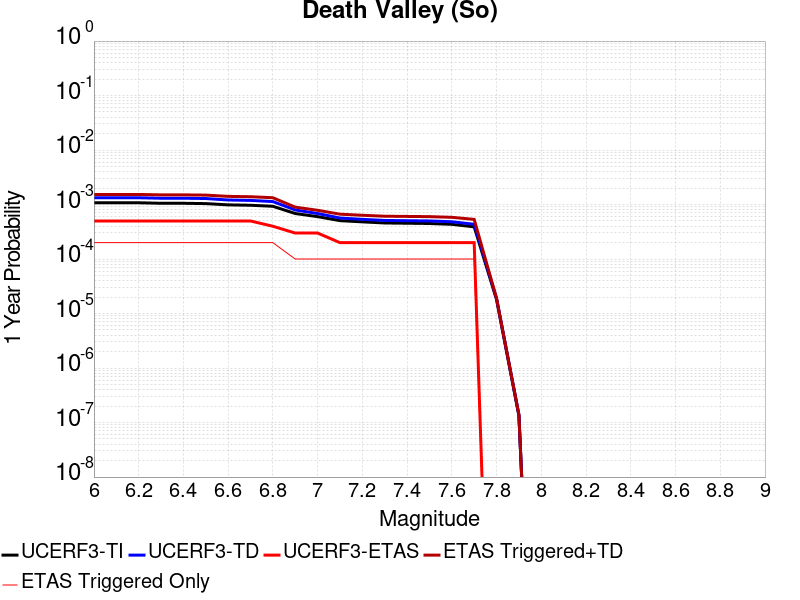 Death Valley (So)
10^0
10^-1
10^-2
10^-3
10^-4
10^-5
10^-6
10^-7
10^-8
1 Year Probability
6 6.2 6.4 6.6 6.8 7 7.2 7.4 7.6 7.8 8 8.2 8.4 8.6 8.8 9
Magnitude
UCERF3-TI UCERF3-TD UCERF3-ETAS ETAS Triggered+TD
ETAS Triggered Only